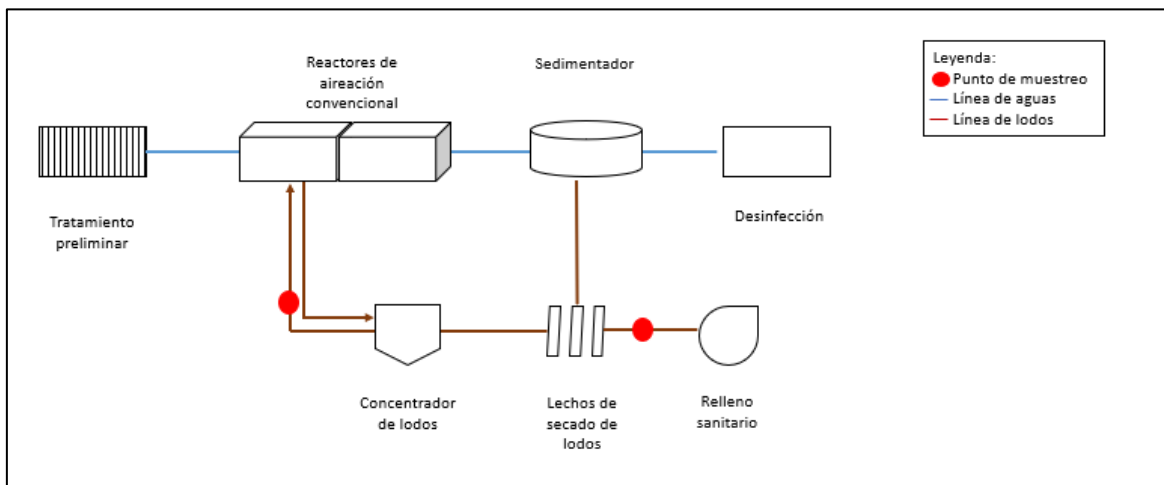 Reactores de
aireación
convencional
Sedimentador
Leyenda:
Punto de muestreo
Línea de aguas
Línea de lodos
Tratamiento
preliminar
Desinfección
Concentrador
de lodos
Lechos de
secado de
lodos
Relleno
sanitario